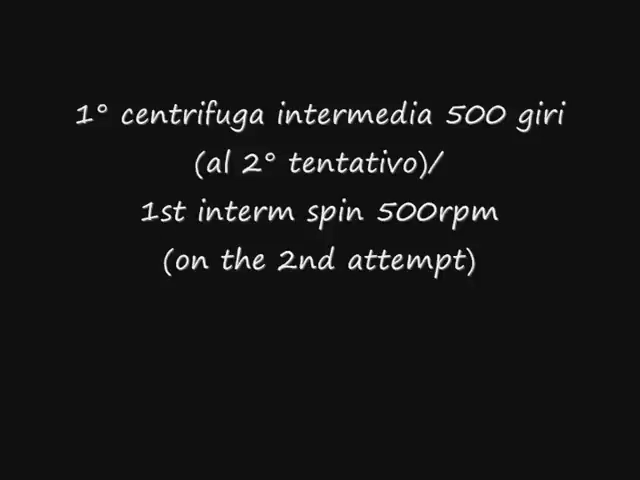 1° centrifuga intermedia 500 giri
(al 2° tentativo)/
1st interm spin 500rpm
(on the 2nd attempt)